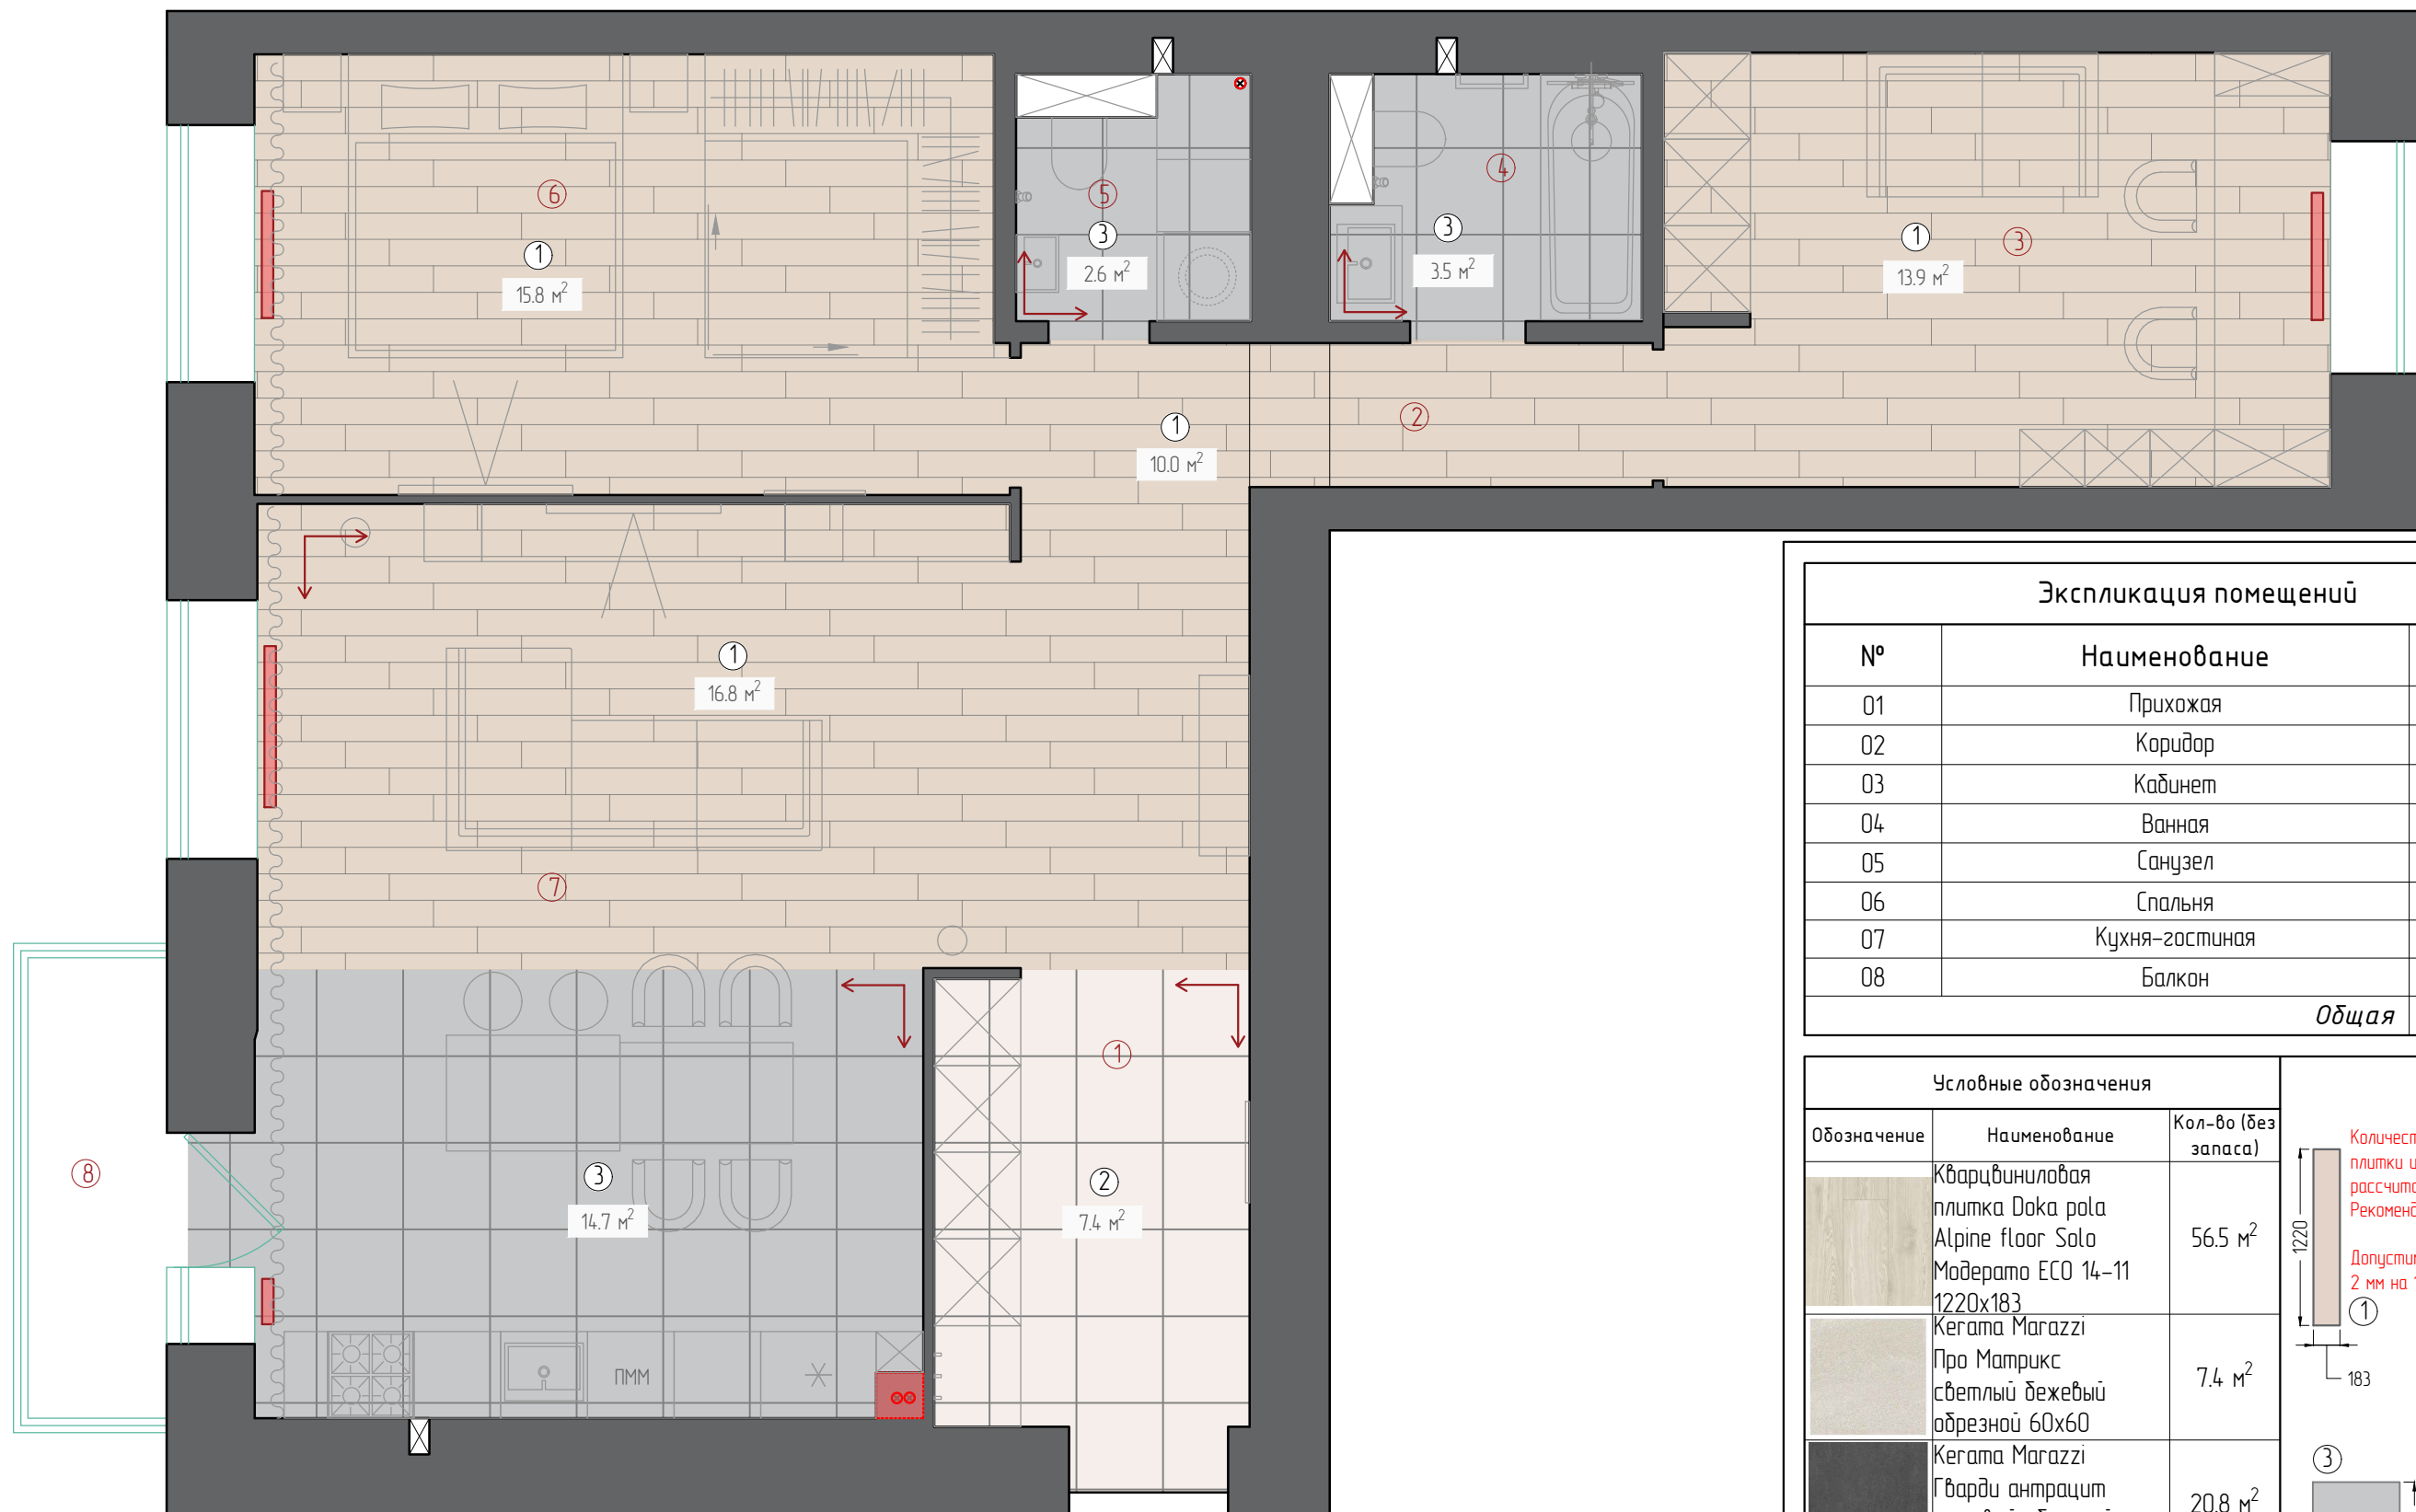 6
1
15.8 м²
5
3
2.6 м²
4
3
3.5 м²
1
3
13.9 м²
2
1
10.0 м²
1
16.8 м²
7
1
8
3
14.7 м²
2
7.4 м²
ПММ
Экспликация помещений
№ Наименование
01 Прихожая
02 Коридор
03 Кабинет
04 Ванная
05 Санузел
06 Спальня
07 Кухня-гостиная
08 Балкон
Общая
Условные обозначения
Обозначение Наименование Кол-во (без
запаса)
Кварцвиниловая
плитка Doka pola
Alpine floor Solo
Модерато ECO 14-11
1220x183
56.5 м²
Kerama Marazzi
Про Матрикс
светлый бежевый
обрезной 60x60
7.4 м²
Kerama Marazzi
Гварди антрацит
20.8 м²
плитки
2 мм на
1220
1
183
3